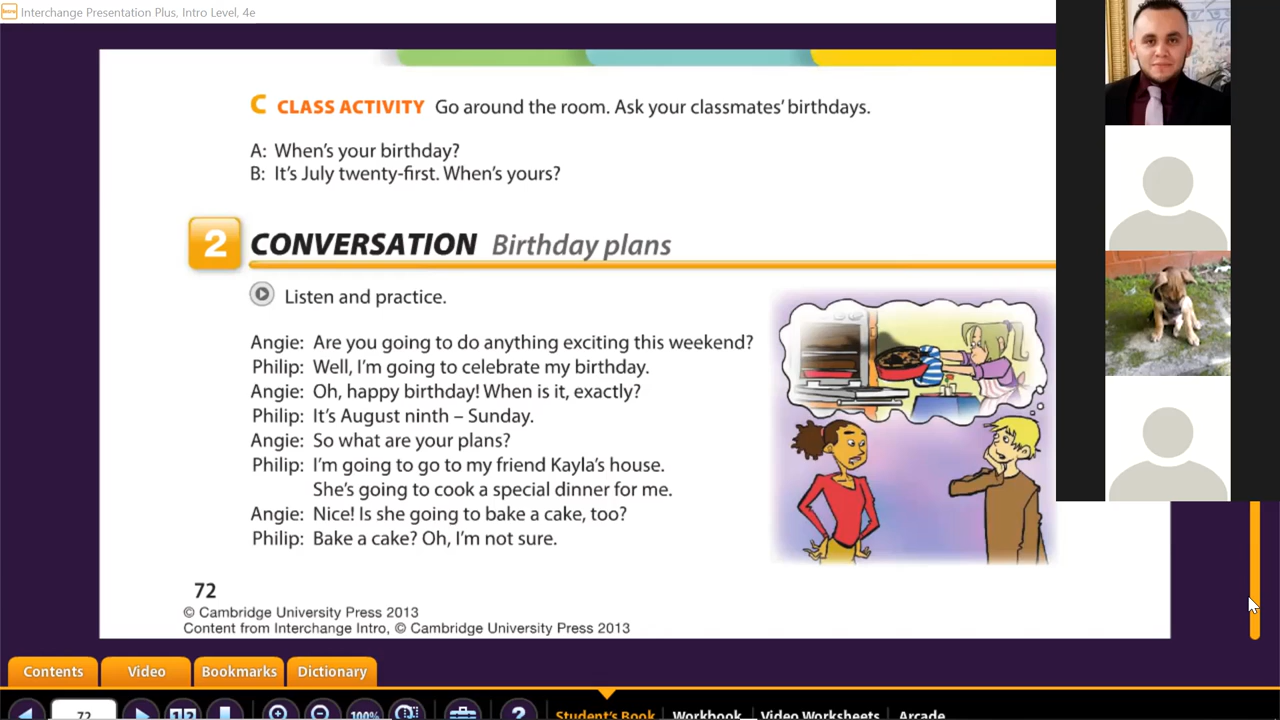 Intro
Interchange Presentation Plus, Intro Level, 4e
C CLASS ACTIVITY Go around the room. Ask your classmates' birthdays.
A: When's your birthday?
B: It's July twenty-first. When's yours?
2 CONVERSATION Birthday plans
Listen and practice.
Angie: Are you going to do anything exciting this weekend?
Philip: Well, I'm going to celebrate my birthday.
Angie: Oh, happy birthday! When is it, exactly?
Philip: It's August ninth – Sunday.
Angie: So what are your plans?
Philip: I'm going to go to my friend Kayla's house.
She's going to cook a special dinner for me.
Angie: Nice! Is she going to bake a cake, too?
Philip: Bake a cake? Oh, I'm not sure.
72
© Cambridge University Press 2013
Content from Interchange Intro, © Cambridge University Press 2013
Contents Video Bookmarks Dictionary
72 1 2 100% ? Student's Book Workbook Video Worksheets Arcade